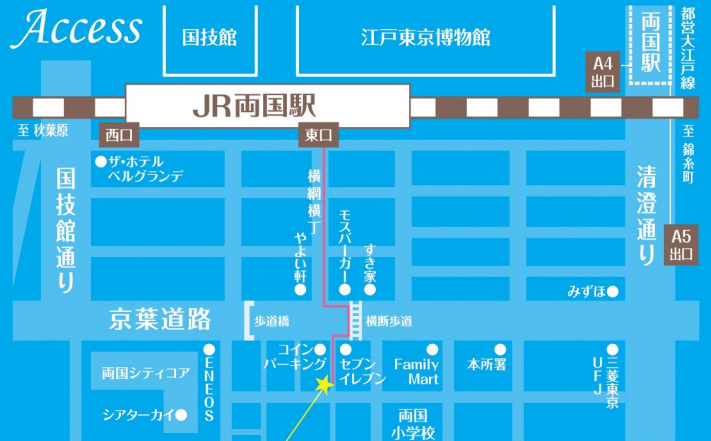 Access
国技館
江戸東京博物館
両国駅
都営大江戸線
A4
出口
JR両国駅
至 秋葉原
西口
東口
至 錦糸町
ザ・ホテル
ベルグランデ
国技館通り
横綱横丁
清澄通り
A5
出口
やよい軒
モスバーガー
すき家
みずほ
京葉道路
歩道橋
横断歩道
両国シティコア
シアターカイ
ENEOS
コイン
パーキング
セブン
イレブン
Family
Mart
本所署
三菱東京
UFJ
両国
小学校